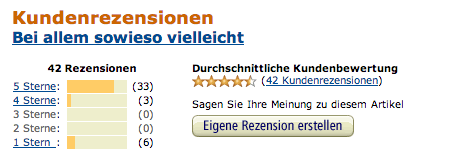 Kundenrezensionen
Bei allem sowieso vielleicht
42 Rezensionen
5 Sterne: (33)
4 Sterne: (3)
3 Sterne: (0)
2 Sterne: (0)
1 Stern : (6)
Durchschnittliche Kundenbewertung
(42 Kundenrezensionen)
Sagen Sie Ihre Meinung zu diesem Artikel
Eigene Rezension erstellen